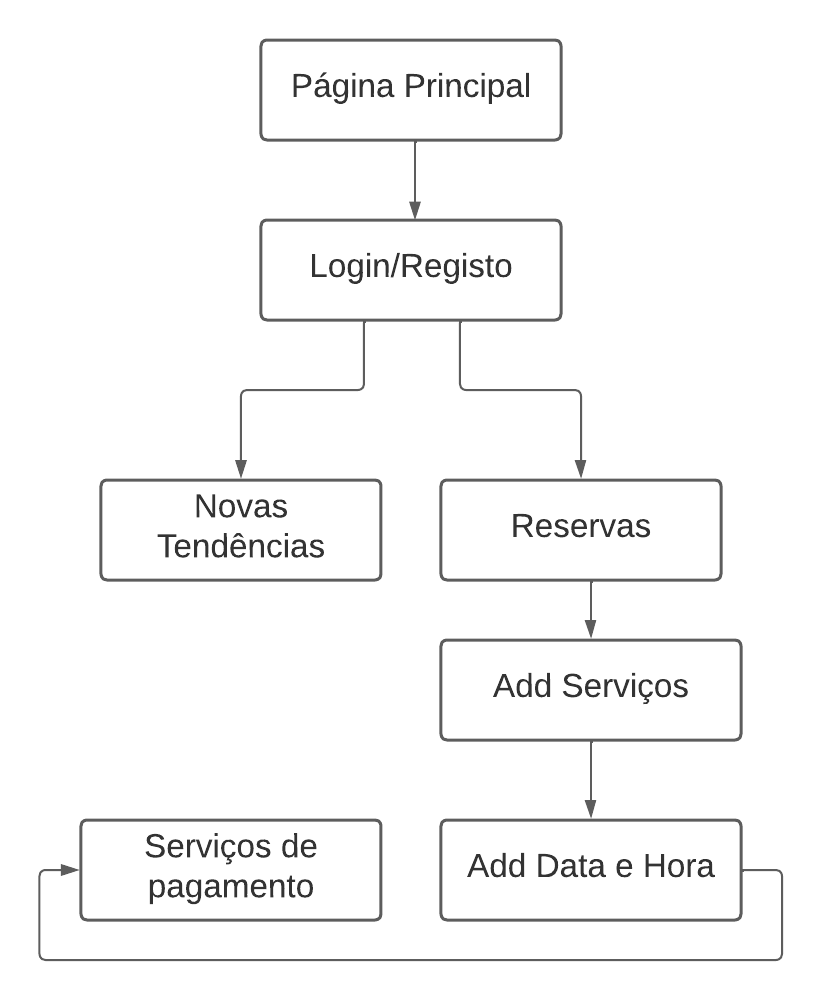 Página Principal
Login/Registo
Novas
Tendências
Reservas
Add Serviços
Serviços de
pagamento
Add Data e Hora